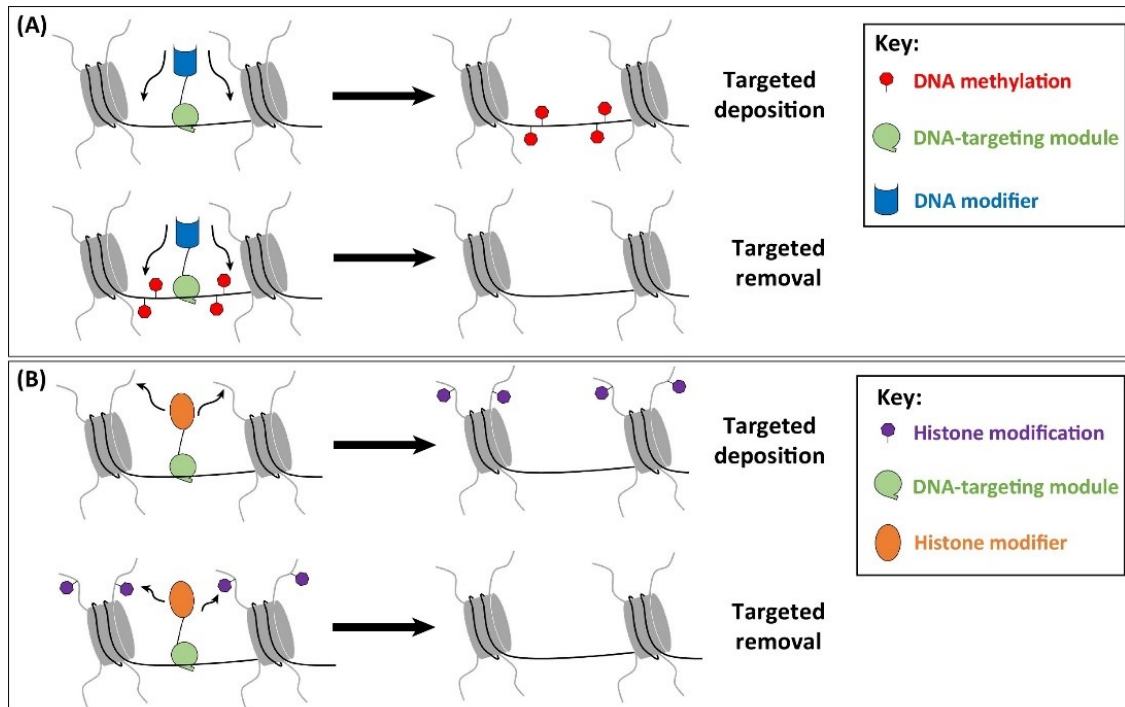 (A)
Targeted
deposition
Targeted
removal
Key:
DNA methylation
DNA-targeting module
DNA modifier
(B)
Targeted
deposition
Targeted
removal
Key:
Histone modification
DNA-targeting module
Histone modifier